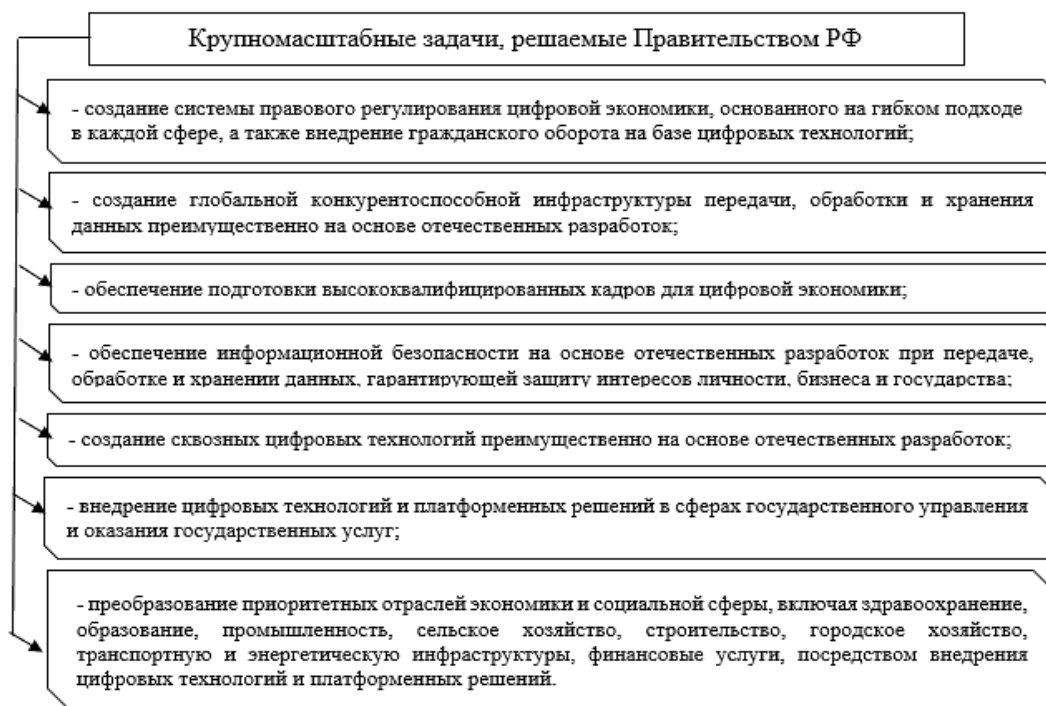 Крупномасштабные задачи, решаемые Правительством РФ
- создание системы правового регулирования цифровой экономики, основанного на гибком подходе
в каждой сфере, а также внедрение гражданского оборота на базе цифровых технологий;
- создание глобальной конкурентоспособной инфраструктуры передачи, обработки и хранения
данных преимущественно на основе отечественных разработок;
- обеспечение подготовки высококвалифицированных кадров для цифровой экономики;
- обеспечение информационной безопасности на основе отечественных разработок при передаче,
обработке и хранении данных, гарантирующей защиту интересов личности, бизнеса и государства;
- создание сквозных цифровых технологий преимущественно на основе отечественных разработок;
- внедрение цифровых технологий и платформенных решений в сферах государственного управления
и оказания государственных услуг;
- преобразование приоритетных отраслей экономики и социальной сферы, включая здравоохранение,
образование, промышленность, сельское хозяйство, строительство, городское хозяйство,
транспортную и энергетическую инфраструктуры, финансовые услуги, посредством внедрения
цифровых технологий и платформенных решений.